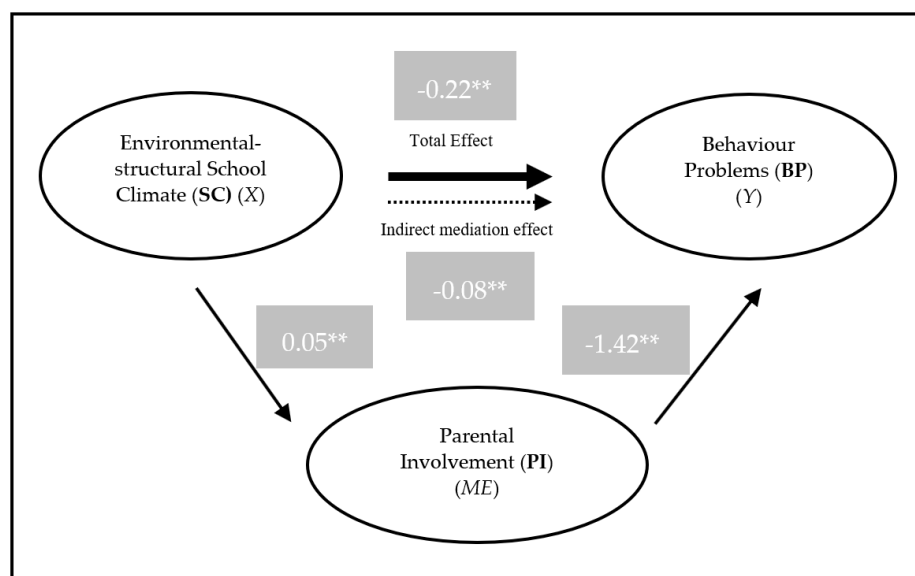 -0.22**
Total Effect
Environmental-
structural School
Climate (SC) (X)
Behaviour
Problems (BP)
(Y)
Indirect mediation effect
-0.08**
0.05**
-1.42**
Parental
Involvement (PI)
(ME)